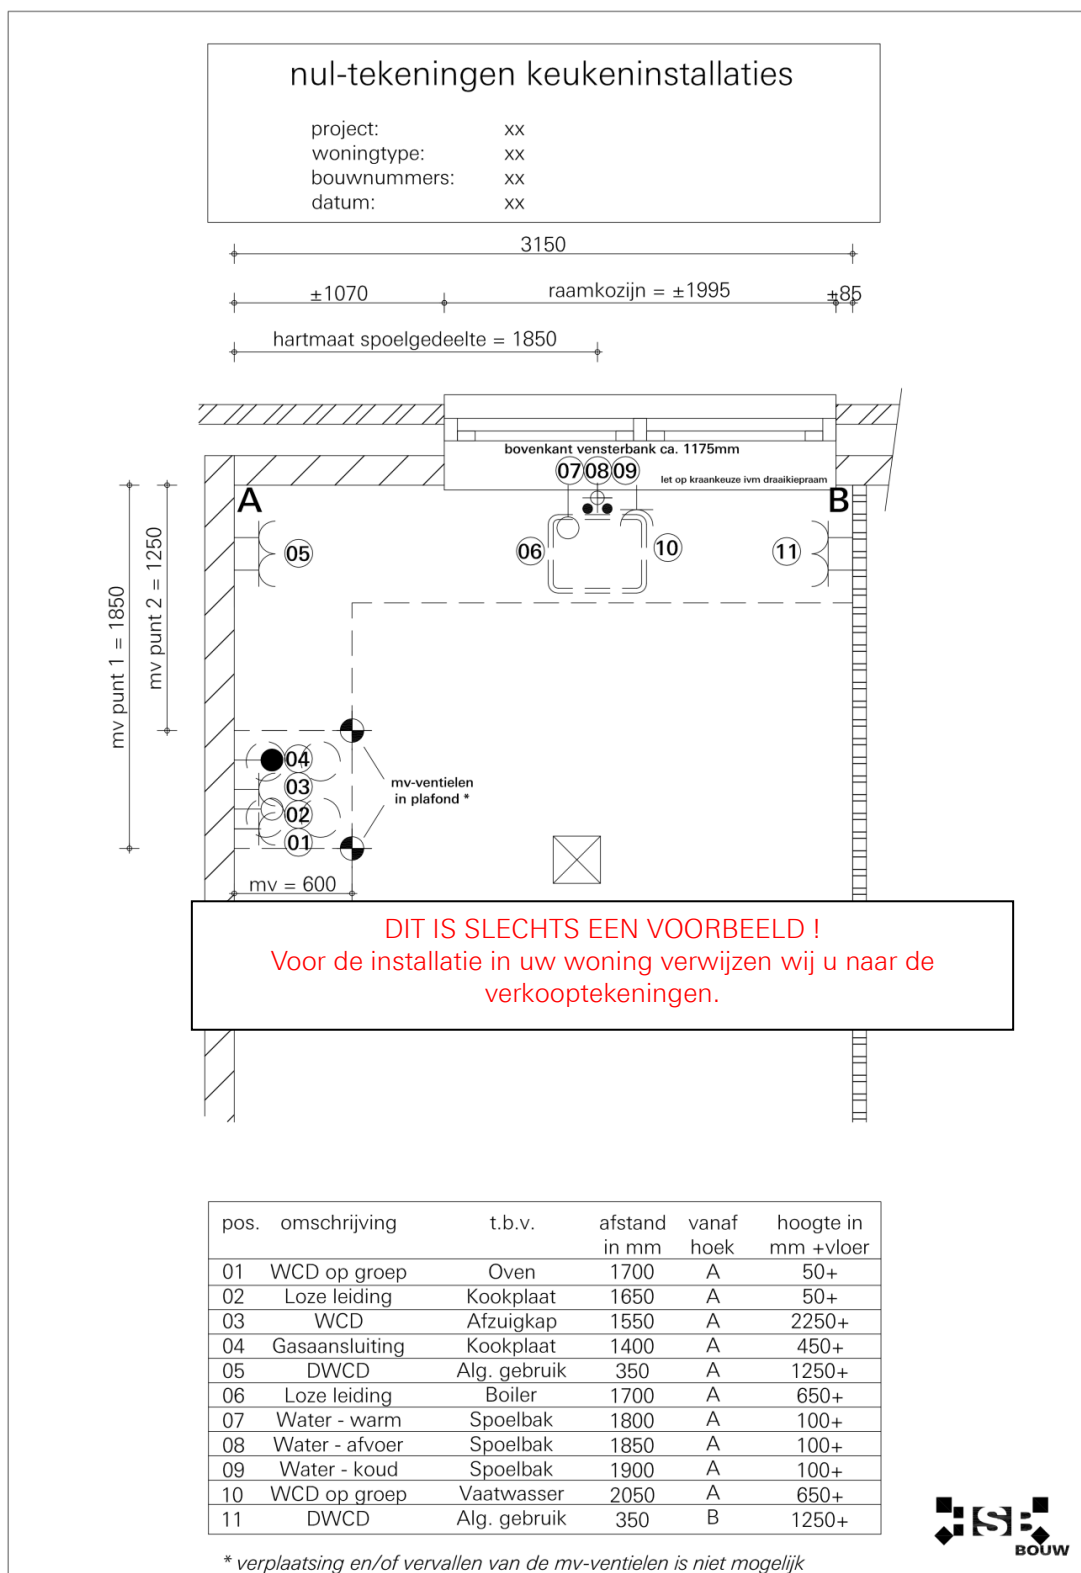 nul-tekeningen keukeninstallaties
project: xx
woningtype: xx
bouwnummers: xx
datum: xx
3150
±1070
raamkozijn = ±1995
±85
hartmaat spoelgedeelte = 1850
bovenkant vensterbank ca. 1175mm
07 08 09
let op kraankeuze ivm draaikiepraam
A
B
05
06
10
11
mv punt 1 = 1850
mv punt 2 = 1250
04
03
02
01
mv-ventielen
in plafond *
mv = 600
DIT IS SLECHTS EEN VOORBEELD !
Voor de installatie in uw woning verwijzen wij u naar de
verkooptekeningen.
pos. omschrijving t.b.v. afstand vanaf hoogte in
in mm hoek mm +vloer
01 WCD op groep Oven 1700 A 50+
02 Loze leiding Kookplaat 1650 A 50+
03 WCD Afzuigkap 1550 A 2250+
04 Gasaansluiting Kookplaat 1400 A 450+
05 DWCD Alg. gebruik 350 A 1250+
06 Loze leiding Boiler 1700 A 650+
07 Water - warm Spoelbak 1800 A 100+
08 Water - afvoer Spoelbak 1850 A 100+
09 Water - koud Spoelbak 1900 A 100+
10 WCD op groep Vaatwasser 2050 A 650+
11 DWCD Alg. gebruik 350 B 1250+
* verplaatsing en/of vervallen van de mv-ventielen is niet mogelijk
HSB
BOUW